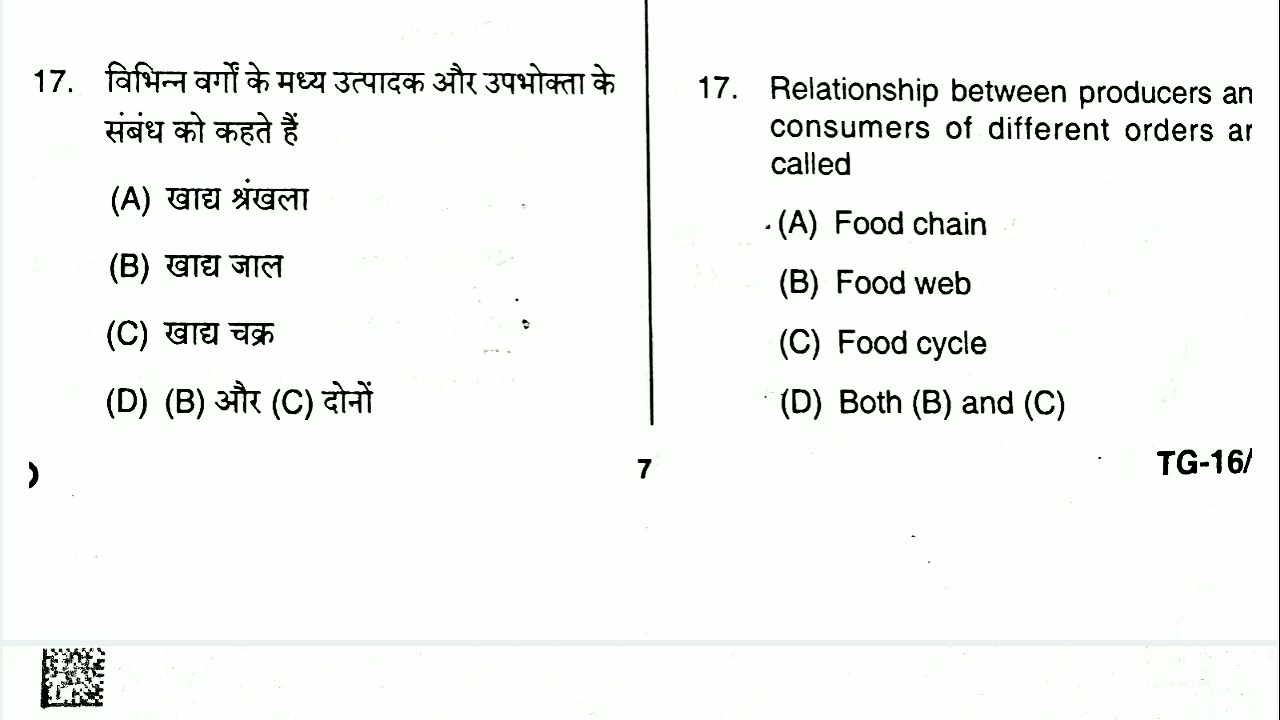 17. विभिन्न वर्गों के मध्य उत्पादक और उपभोक्ता के
संबंध को कहते हैं
(A) खाद्य श्रंखला
(B) खाद्य जाल
(C) खाद्य चक्र
(D) (B) और (C) दोनों
17. Relationship between producers an
consumers of different orders ar
called
(A) Food chain
(B) Food web
(C) Food cycle
(D) Both (B) and (C)
)
7
TG-16/